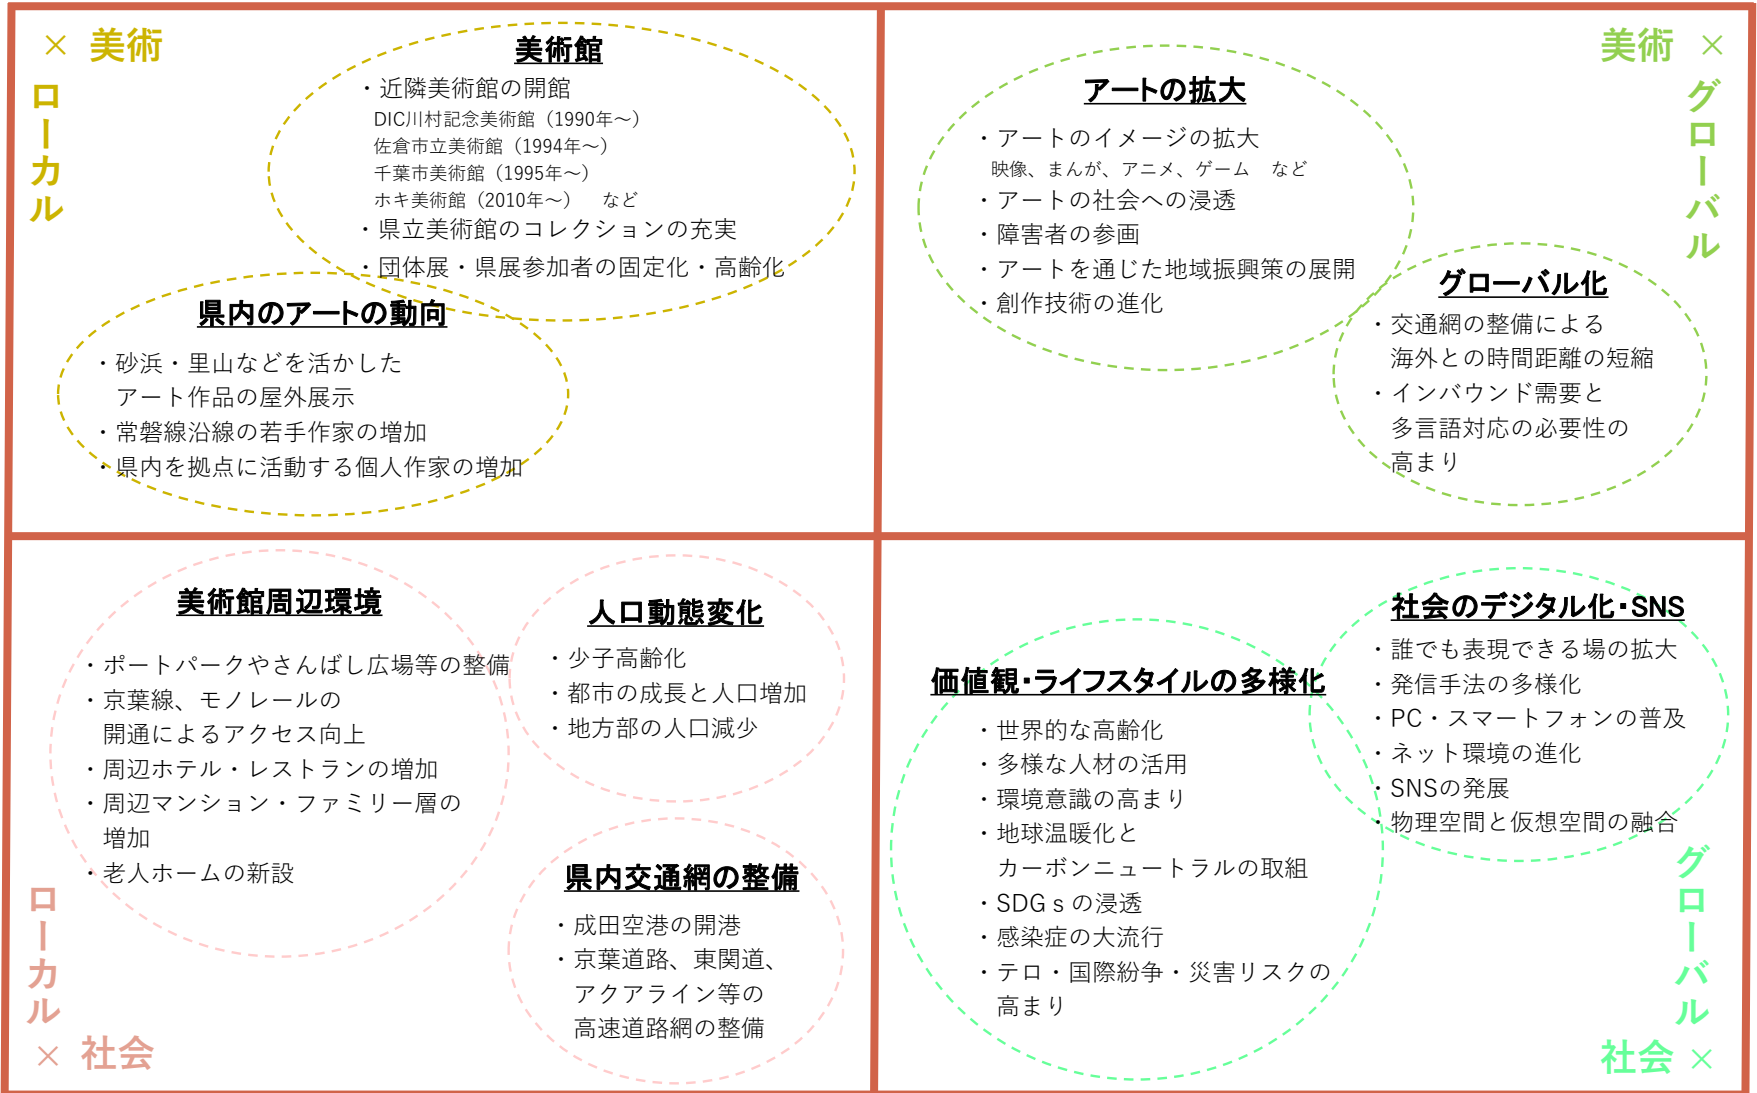 × 美術
ローカル
美術館
・近隣美術館の開館
DIC川村記念美術館（1990年～）
佐倉市立美術館（1994年～）
千葉市美術館（1995年～）
ホキ美術館（2010年～）　など
・県立美術館のコレクションの充実
・団体展・県展参加者の固定化・高齢化
県内のアートの動向
・砂浜・里山などを活かした
アート作品の屋外展示
・常磐線沿線の若手作家の増加
・県内を拠点に活動する個人作家の増加
美術 ×
グローバル
アートの拡大
・アートのイメージの拡大
映像、まんが、アニメ、ゲーム　など
・アートの社会への浸透
・障害者の参画
・アートを通じた地域振興策の展開
・創作技術の進化
グローバル化
・交通網の整備による
海外との時間距離の短縮
・インバウンド需要と
多言語対応の必要性の
高まり
美術館周辺環境
・ポートパークやさんばし広場等の整備
・京葉線、モノレールの
開通によるアクセス向上
・周辺ホテル・レストランの増加
・周辺マンション・ファミリー層の
増加
・老人ホームの新設
人口動態変化
・少子高齢化
・都市の成長と人口増加
・地方部の人口減少
県内交通網の整備
・成田空港の開港
・京葉道路、東関道、
アクアライン等の
高速道路網の整備
ローカル
× 社会
価値観・ライフスタイルの多様化
・世界的な高齢化
・多様な人材の活用
・環境意識の高まり
・地球温暖化と
カーボンニュートラルの取組
・SDGｓの浸透
・感染症の大流行
・テロ・国際紛争・災害リスクの
高まり
社会のデジタル化・SNS
・誰でも表現できる場の拡大
・発信手法の多様化
・PC・スマートフォンの普及
・ネット環境の進化
・SNSの発展
・物理空間と仮想空間の融合
グローバル
社会 ×